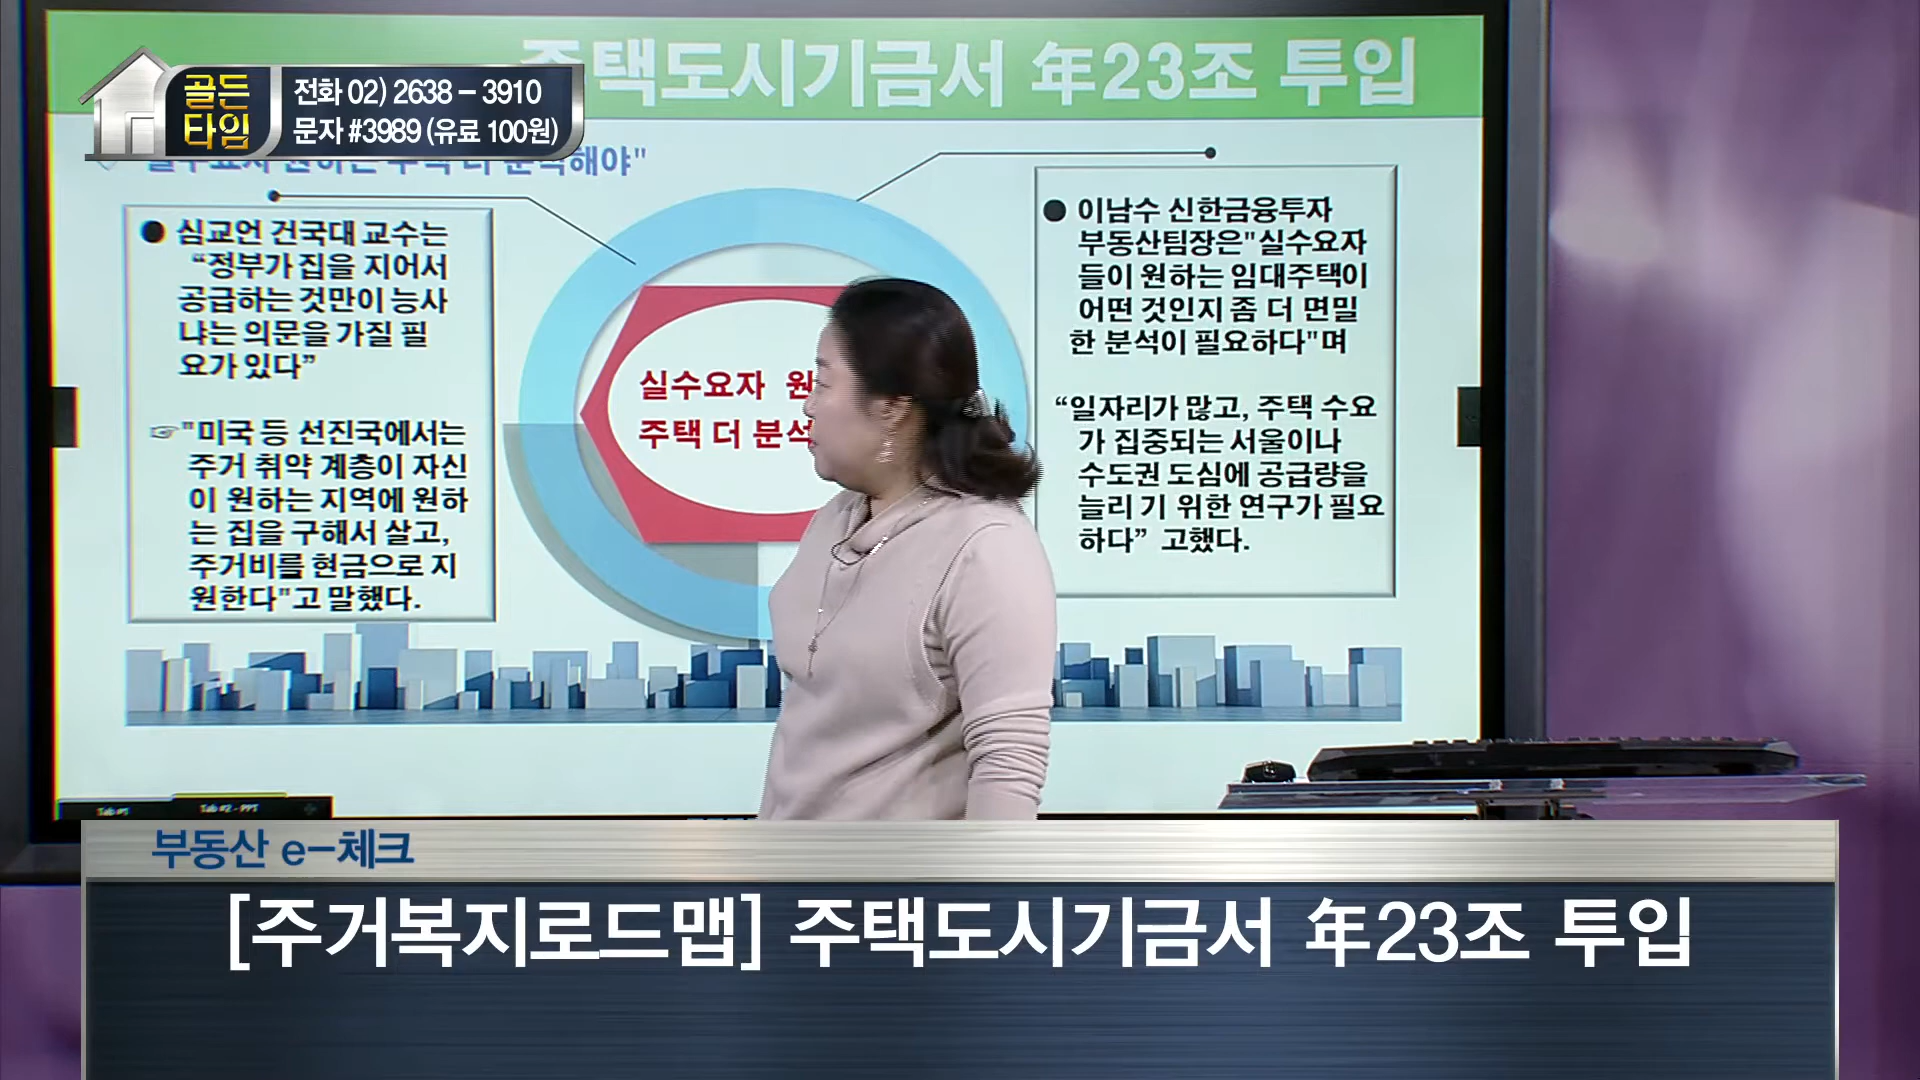 택도시기금서 年23조 투입
골든
타임
전화 02) 2638 - 3910
문자 #3989 (유료 100원)
해야"
● 심교언 건국대 교수는
“정부가 집을 지어서
공급하는 것만이 능사
냐는 의문을 가질 필
요가 있다”
☞"미국 등 선진국에서는
주거 취약 계층이 자신
이 원하는 지역에 원하
는 집을 구해서 살고,
주거비를 현금으로 지
원한다"고 말했다.
실수요자 원
주택 더 분석
● 이남수 신한금융투자
부동산팀장은"실수요자
들이 원하는 임대주택이
어떤 것인지 좀 더 면밀
한 분석이 필요하다"며
“일자리가 많고, 주택 수요
가 집중되는 서울이나
수도권 도심에 공급량을
늘리 기 위한 연구가 필요
하다” 고했다.
Tab #1
Tab #2 - PPT
부동산 e-체크
[주거복지로드맵] 주택도시기금서 年23조 투입